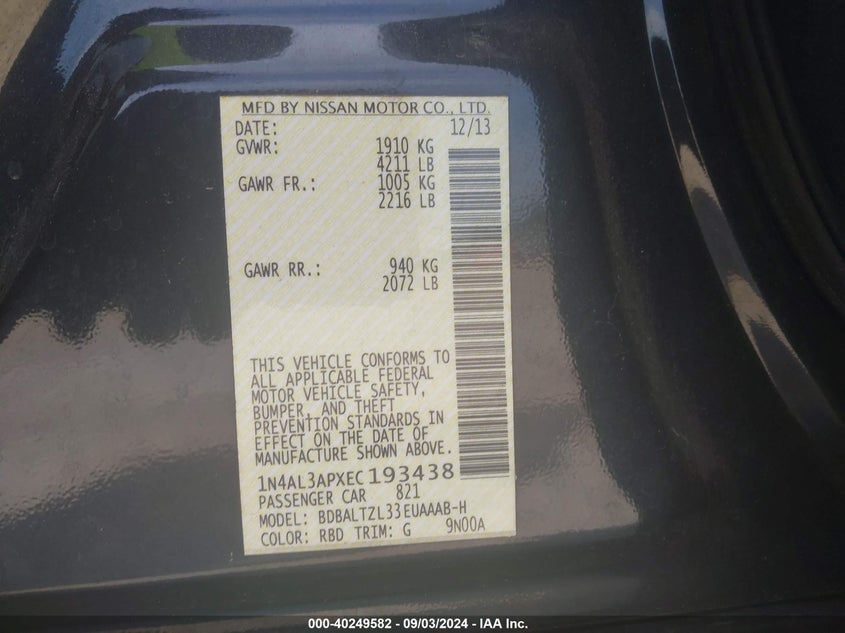 MFD BY NISSAN MOTOR CO., LTD.
DATE: 12/13
GVWR: 1910 KG
4211 LB
GAWR FR.: 1005 KG
2216 LB
GAWR RR.: 940 KG
2072 LB
THIS VEHICLE CONFORMS TO
ALL APPLICABLE FEDERAL
MOTOR VEHICLE SAFETY,
BUMPER, AND THEFT
PREVENTION STANDARDS IN
EFFECT ON THE DATE OF
MANUFACTURE SHOWN ABOVE.
1N4AL3APXEC193438
PASSENGER CAR 821
MODEL: BDBALTZL33EUAAAB-H
COLOR: RBD TRIM: G 9N00A
000-40249582 - 09/03/2024 - IAA Inc.